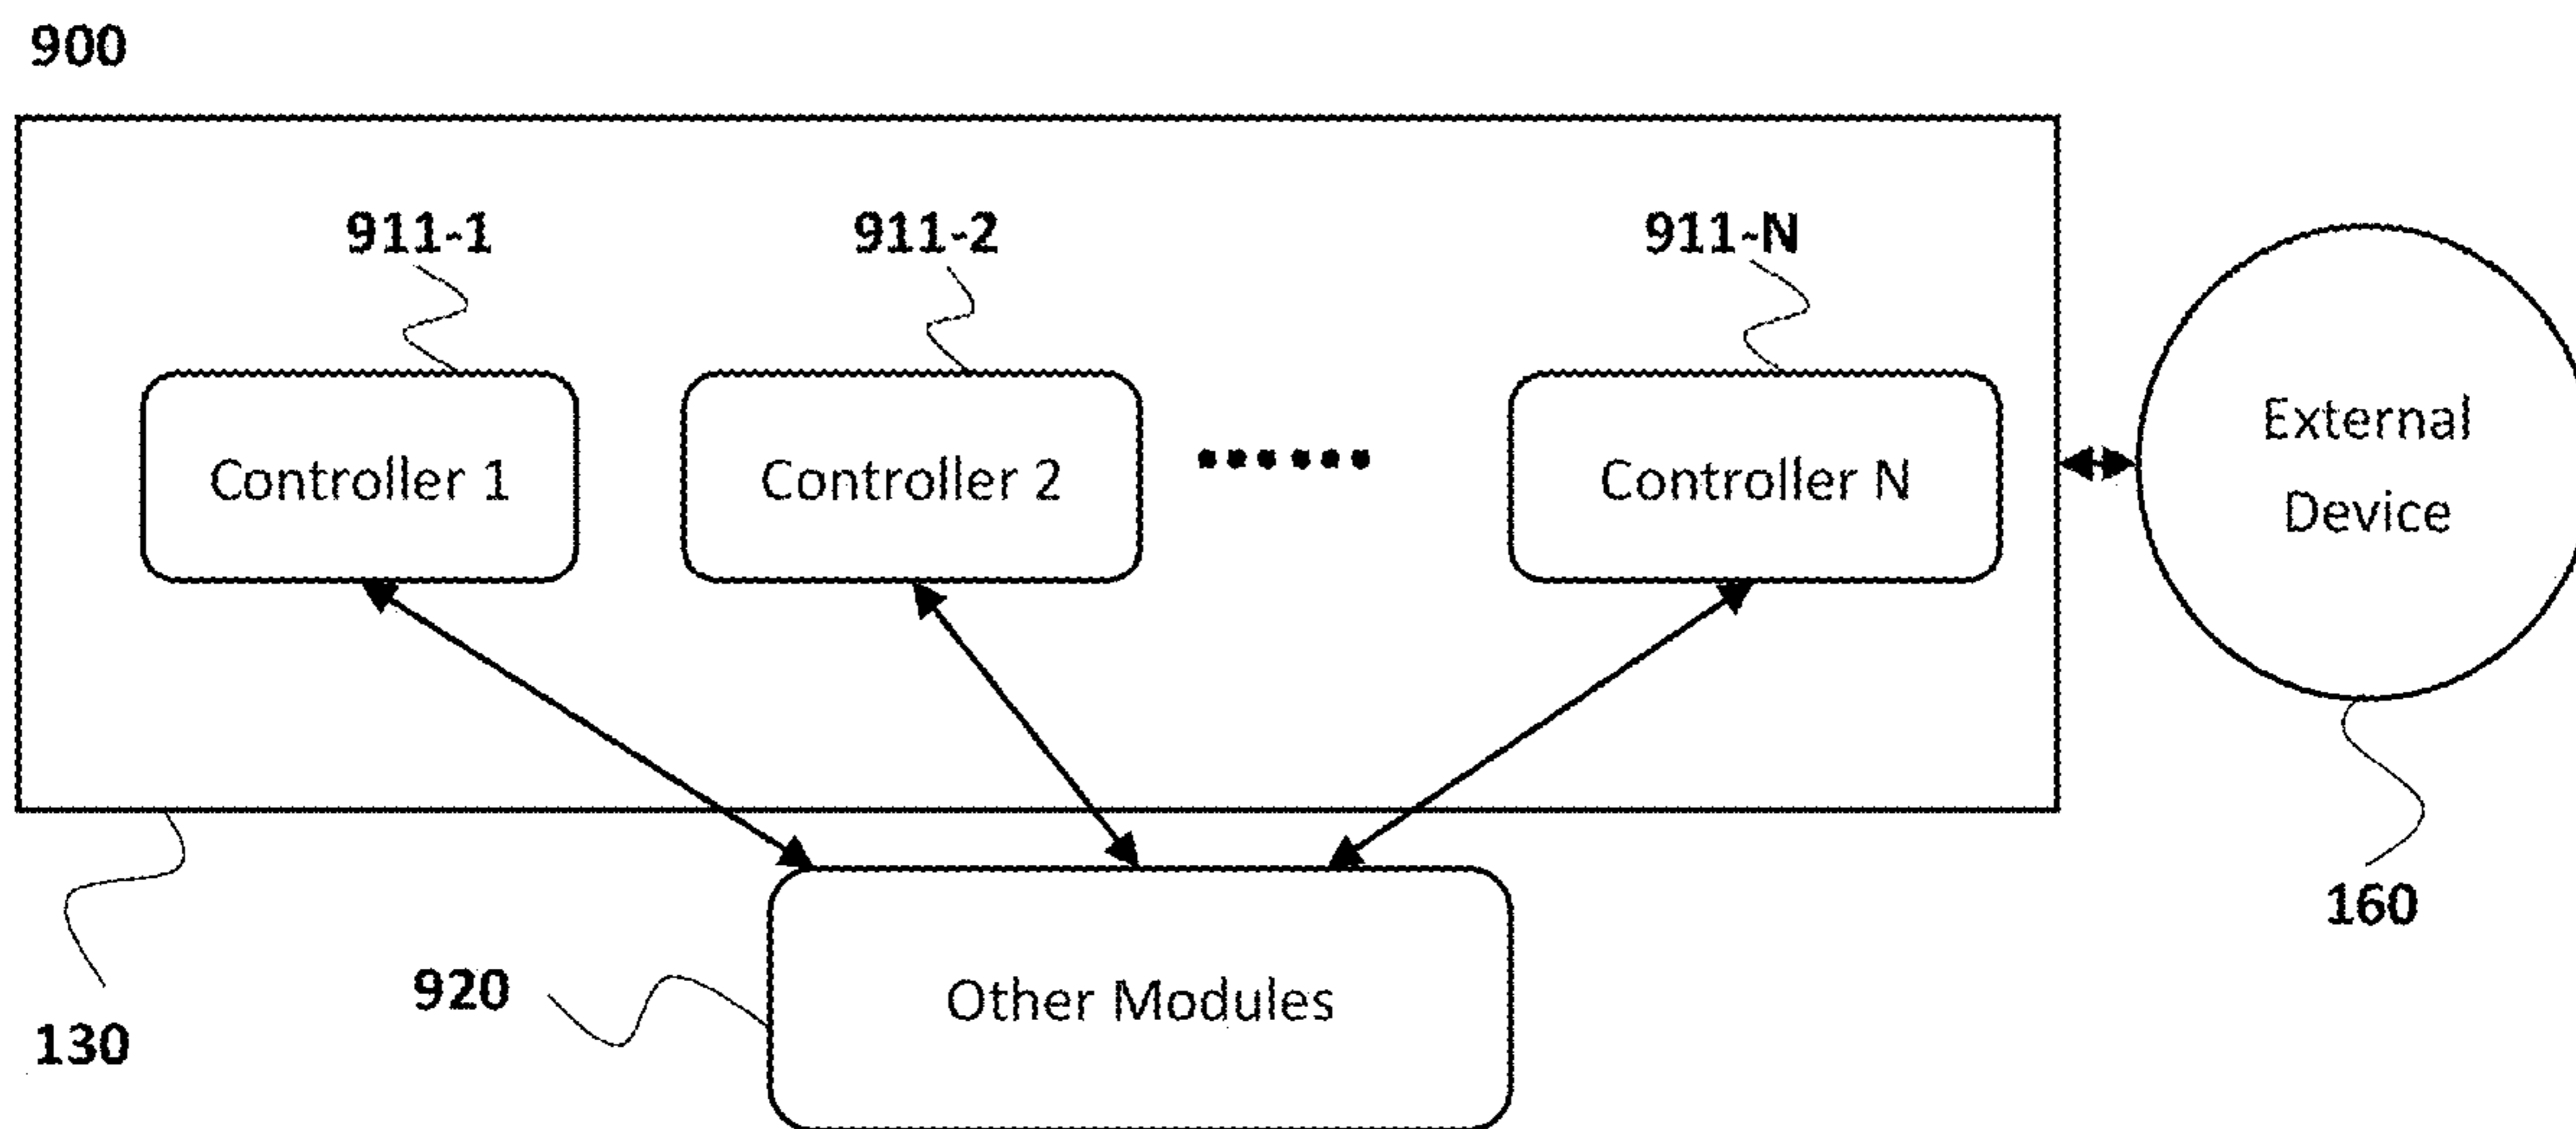 900
911-1
911-2
911-N
Controller 1
Controller 2
......
Controller N
External
Device
160
920
Other Modules
130